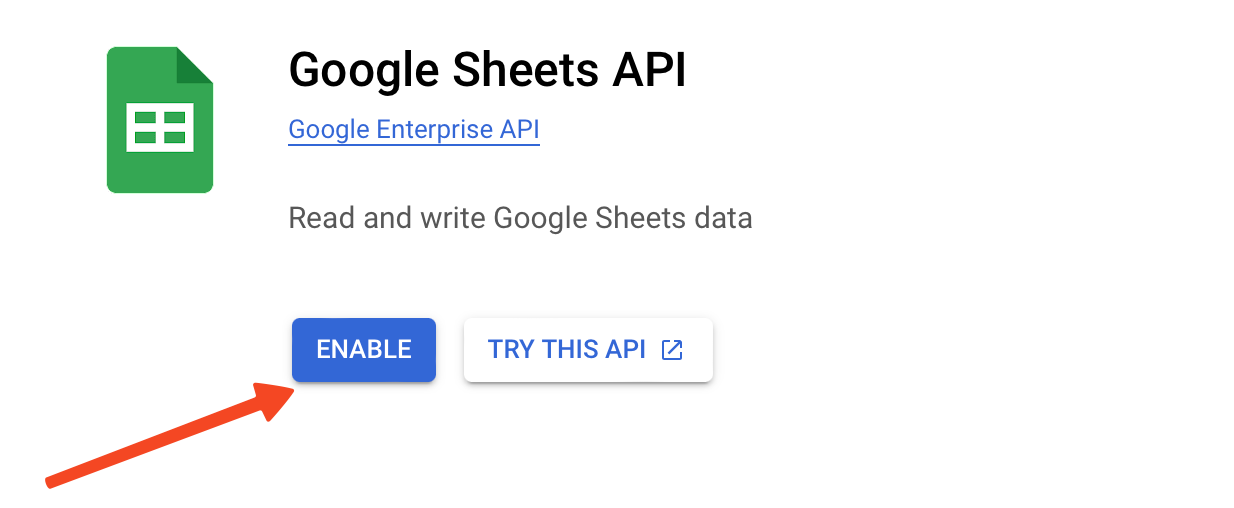 Google Sheets API
Google Enterprise API
Read and write Google Sheets data
ENABLE TRY THIS API